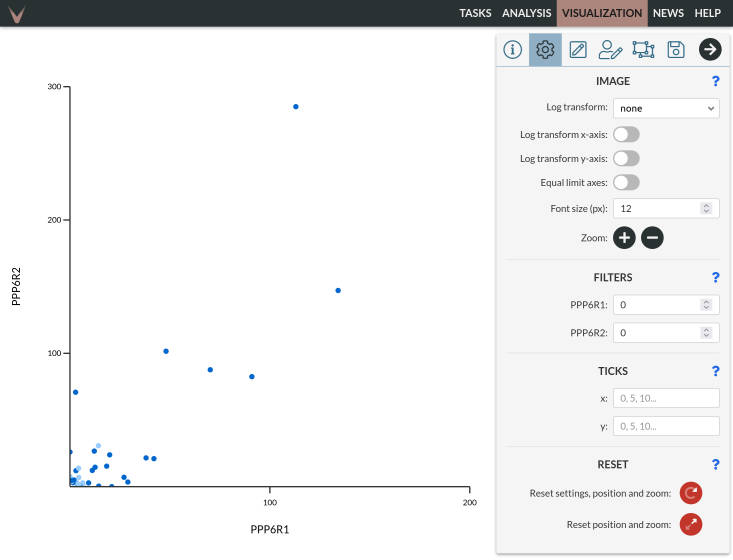 TASKS ANALYSIS VISUALIZATION NEWS HELP
IMAGE ?
Log transform: none
Log transform x-axis:
Log transform y-axis:
Equal limit axes:
Font size (px): 12
Zoom:
FILTERS ?
PPP6R1: 0
PPP6R2: 0
TICKS ?
x: 0, 5, 10...
y: 0, 5, 10...
RESET ?
Reset settings, position and zoom:
Reset position and zoom:
300
200
100
PPP6R2
100 200
PPP6R1